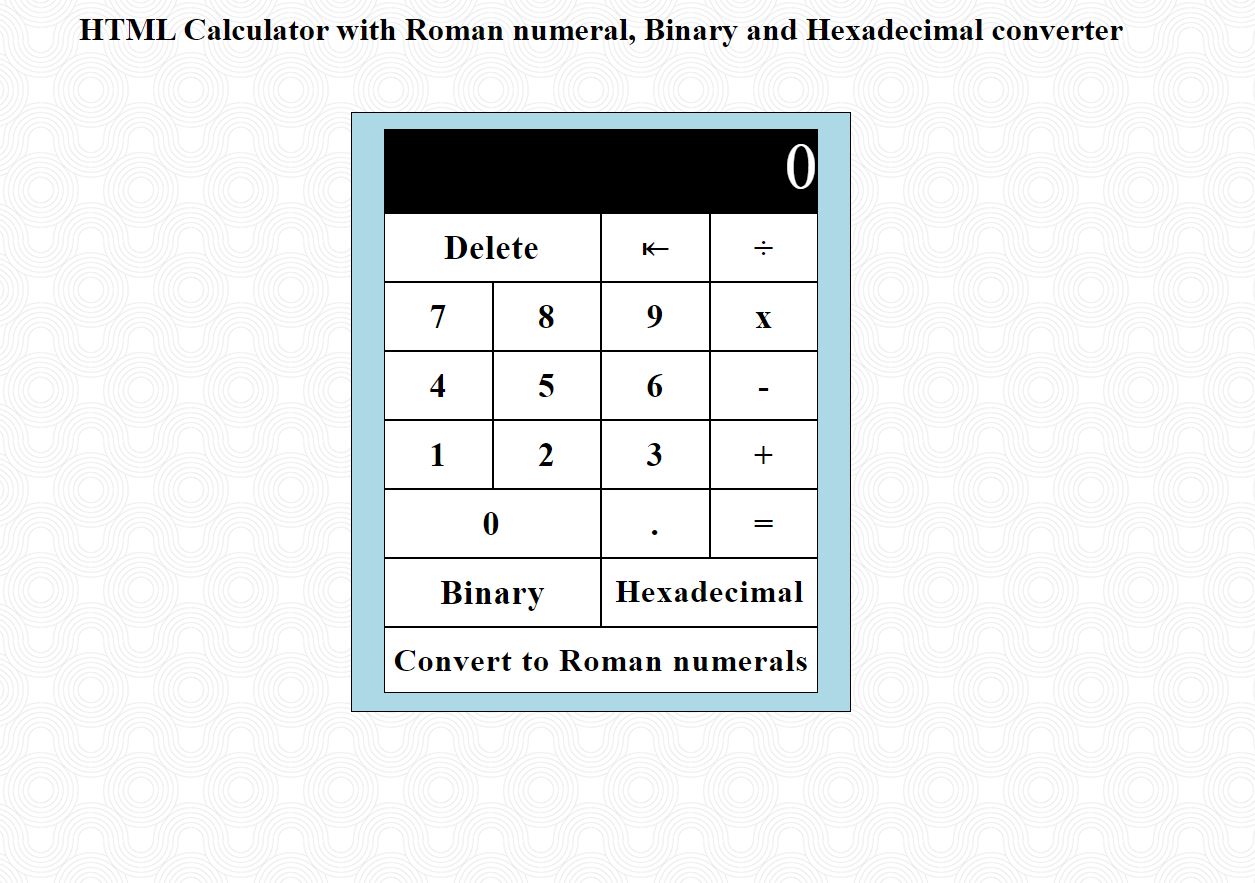 HTML Calculator with Roman numeral, Binary and Hexadecimal converter
0
Delete ⇤ ÷
7 8 9 x
4 5 6 -
1 2 3 +
0 . =
Binary Hexadecimal
Convert to Roman numerals